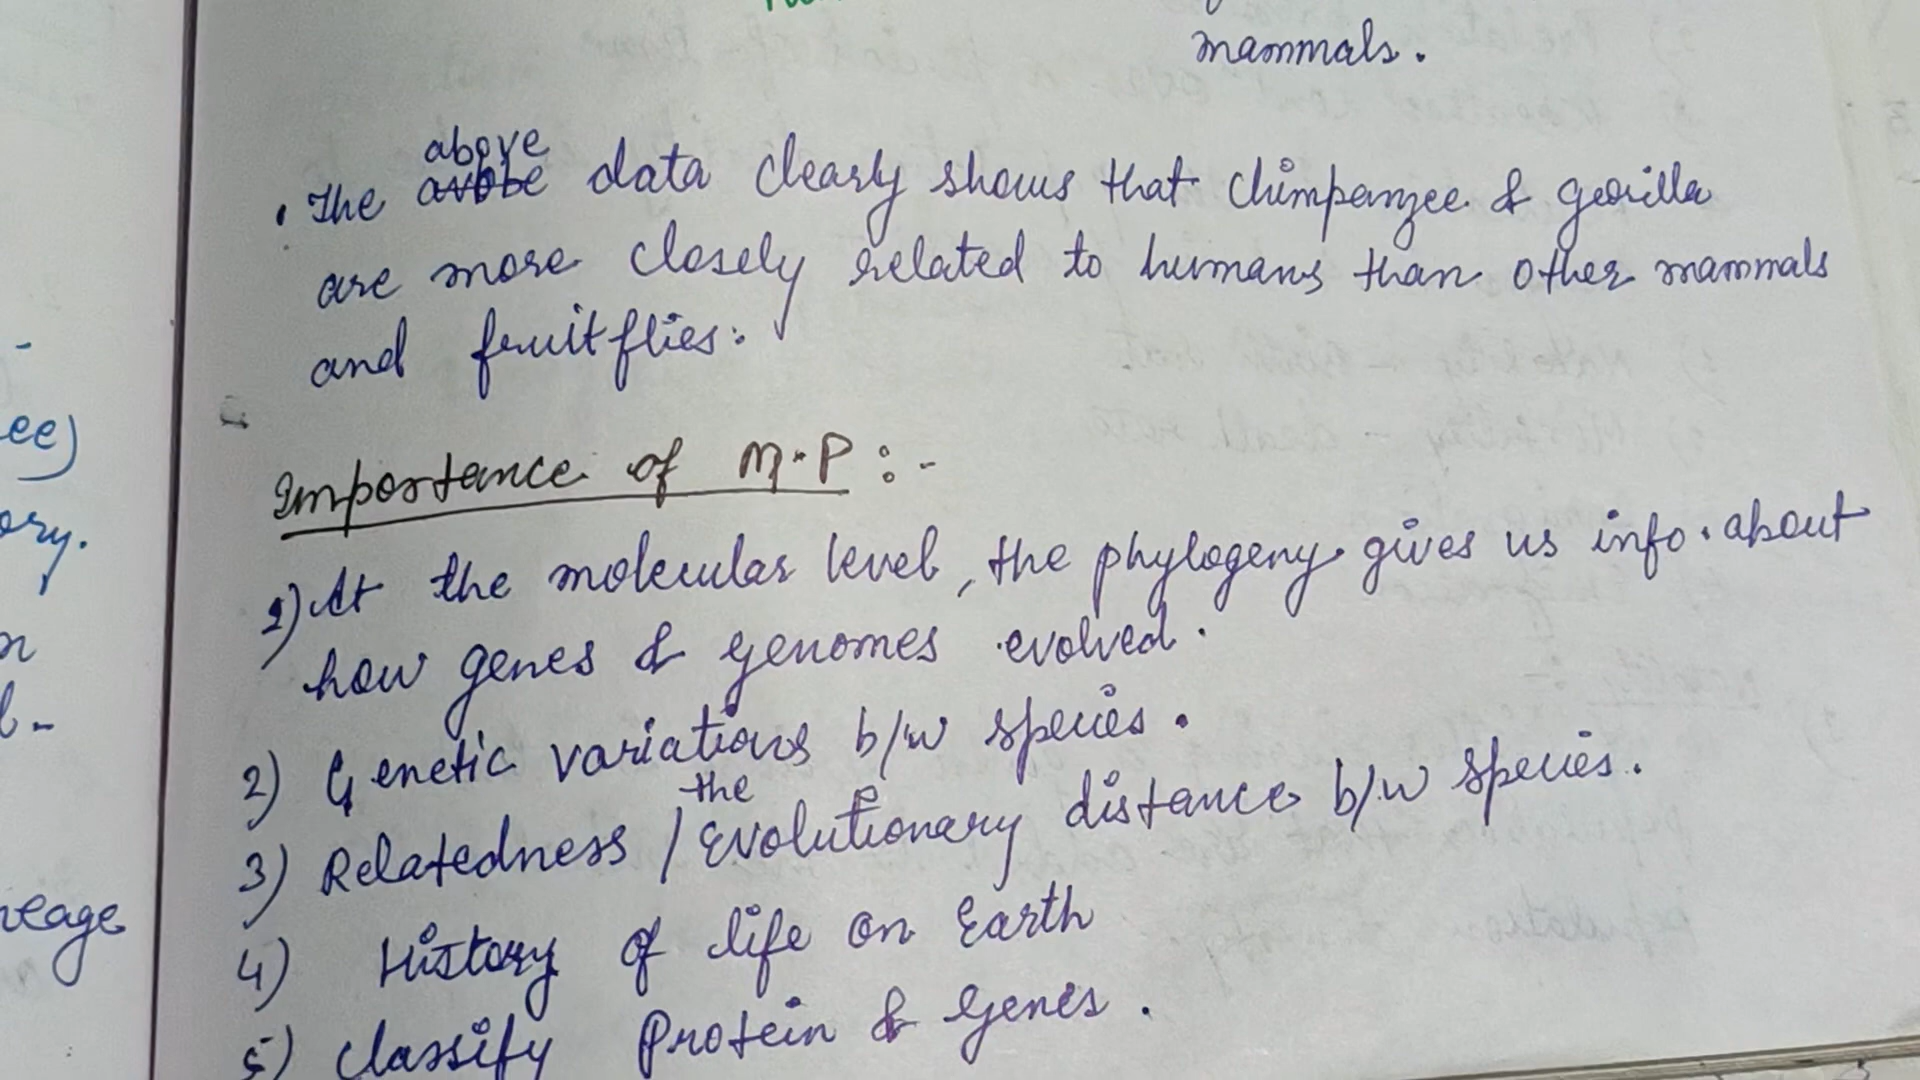 mammals.
above
. The avobe data clearly shows that chimpanzee & gorilla
are more closely related to humans than other mammals
and fruitflies.
Importance of M.P :-
1) At the molecular level, the phylogeny gives us info. about
how genes & genomes evolved.
2) Genetic variations b/w species.
the
3) Relatedness / Evolutionary distance b/w species.
4) History of life on Earth
5) Classify Protein & Genes.
ee)
ory.